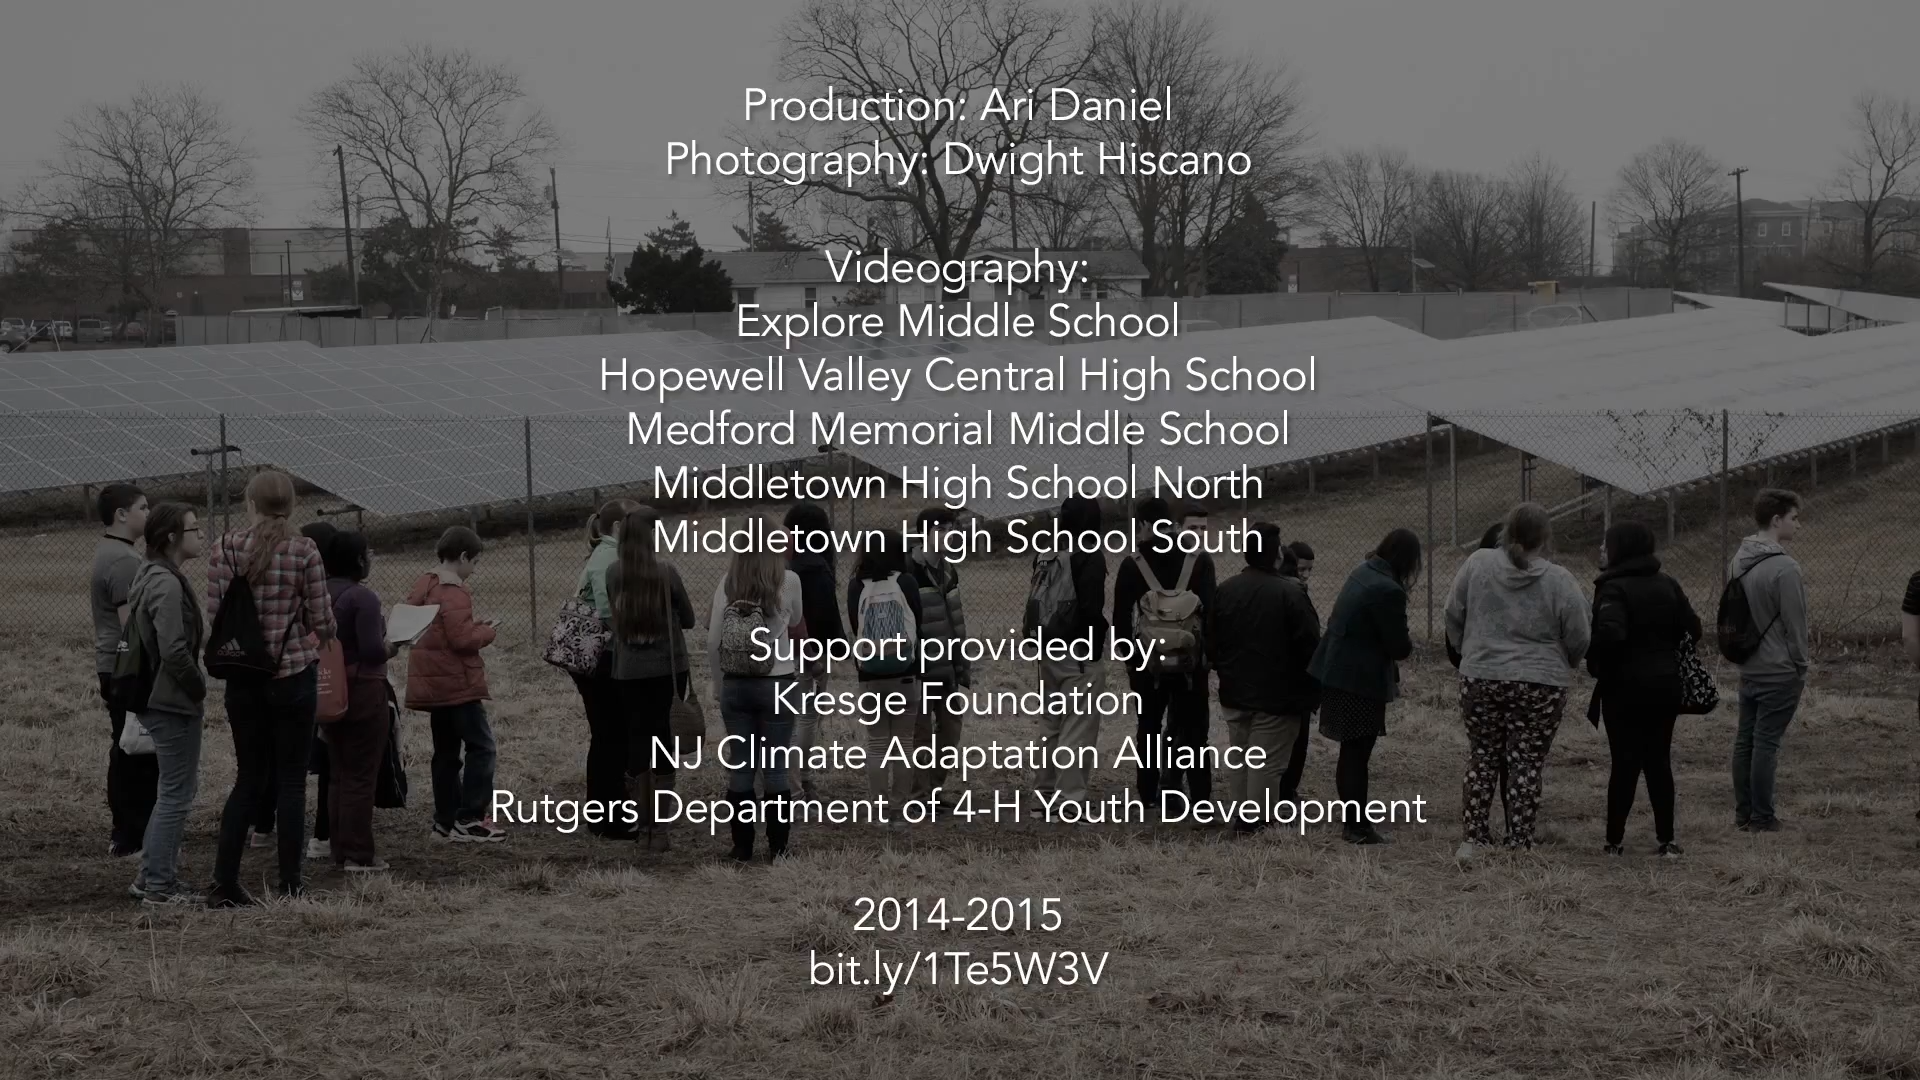 Production: Ari Daniel
Photography: Dwight Hiscano
Videography:
Explore Middle School
Hopewell Valley Central High School
Medford Memorial Middle School
Middletown High School North
Middletown High School South
Support provided by:
Kresge Foundation
NJ Climate Adaptation Alliance
Rutgers Department of 4-H Youth Development
2014-2015
bit.ly/1Te5W3V